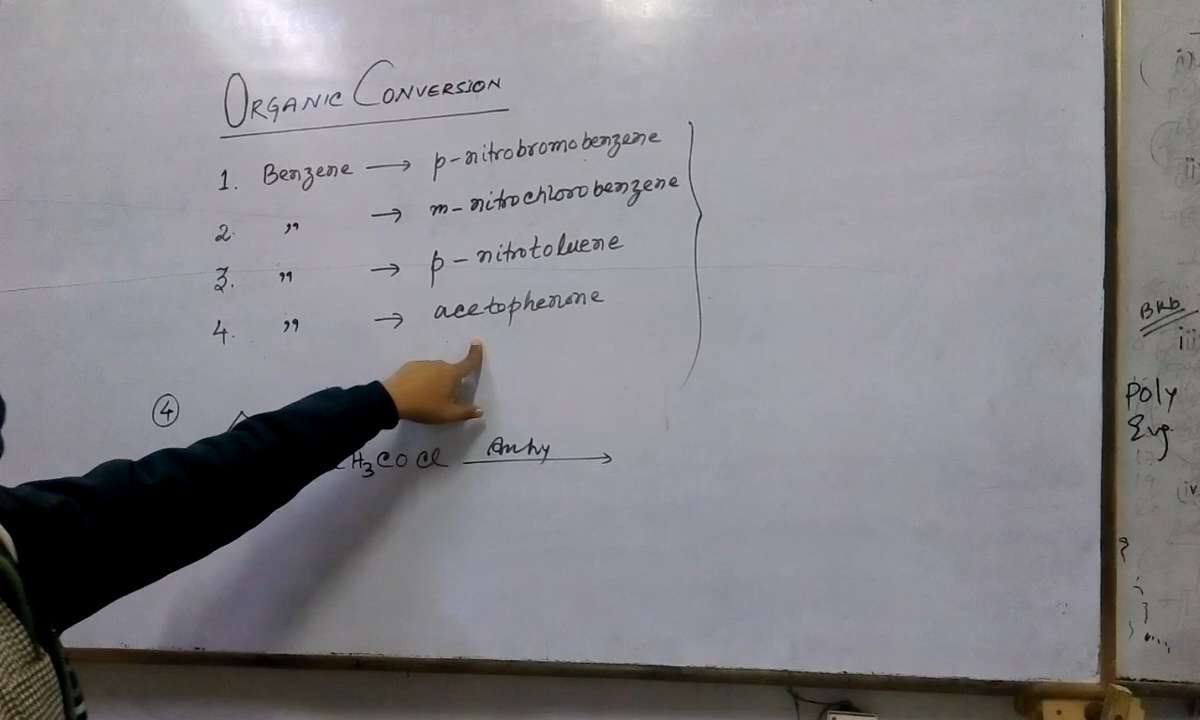 ORGANIC CONVERSION
1. Benzene → p-nitrobromobenzene
2. ,, → m-nitrochlorobenzene
3. ,, → p-nitrotoluene
4. ,, → acetophenone
④
H₃COCl Anhy →
Poly